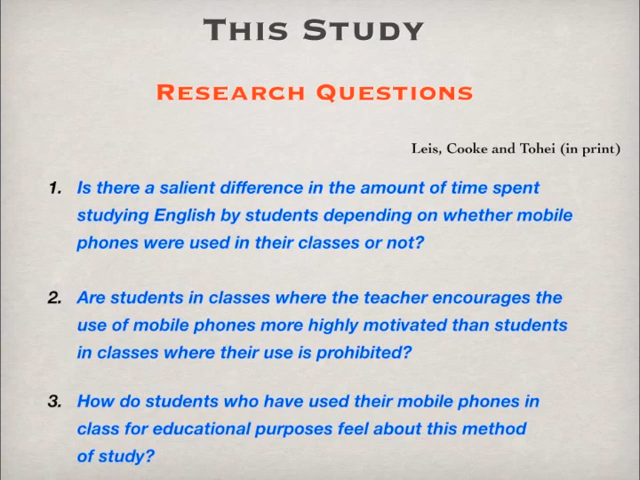 THIS STUDY
RESEARCH QUESTIONS
Leis, Cooke and Tohei (in print)
1. Is there a salient difference in the amount of time spent
studying English by students depending on whether mobile
phones were used in their classes or not?
2. Are students in classes where the teacher encourages the
use of mobile phones more highly motivated than students
in classes where their use is prohibited?
3. How do students who have used their mobile phones in
class for educational purposes feel about this method
of study?